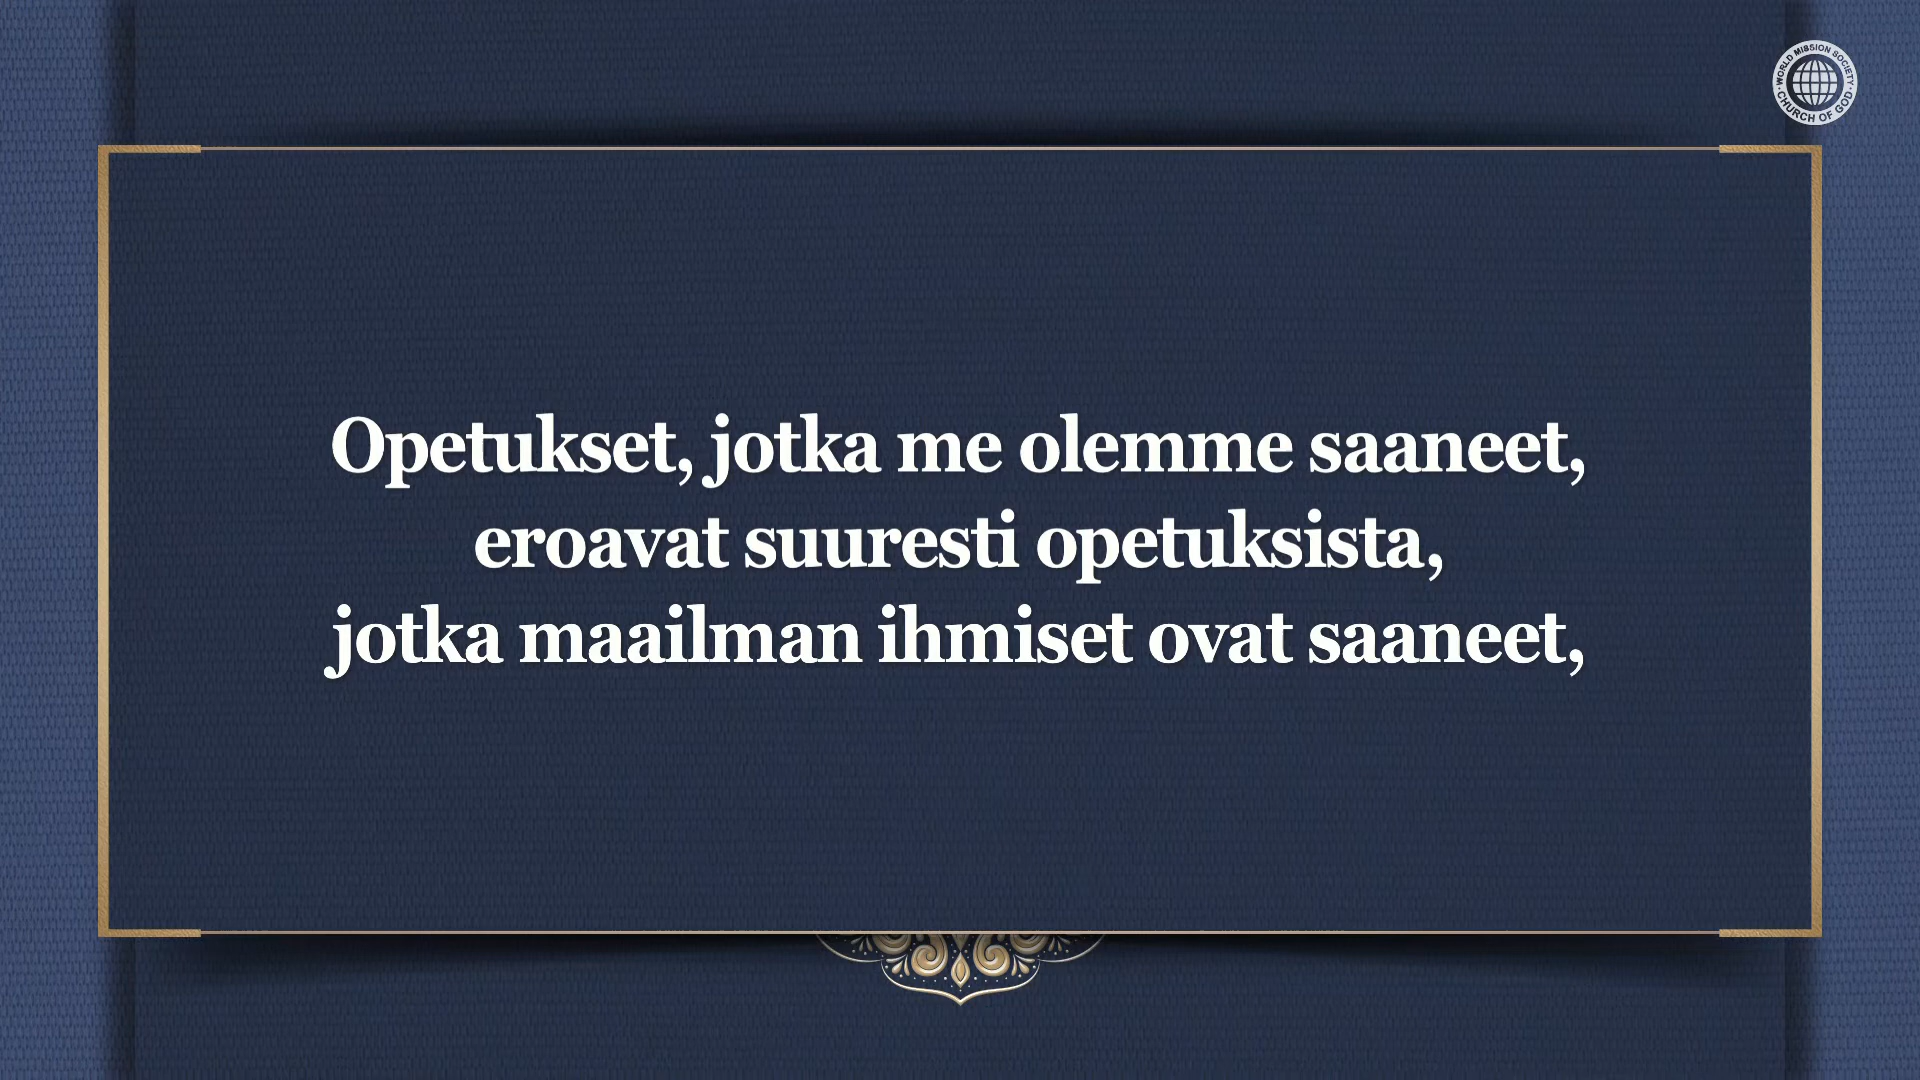 WORLD MISSION SOCIETY
CHURCH OF GOD
Opetukset, jotka me olemme saaneet,
eroavat suuresti opetuksista,
jotka maailman ihmiset ovat saaneet,